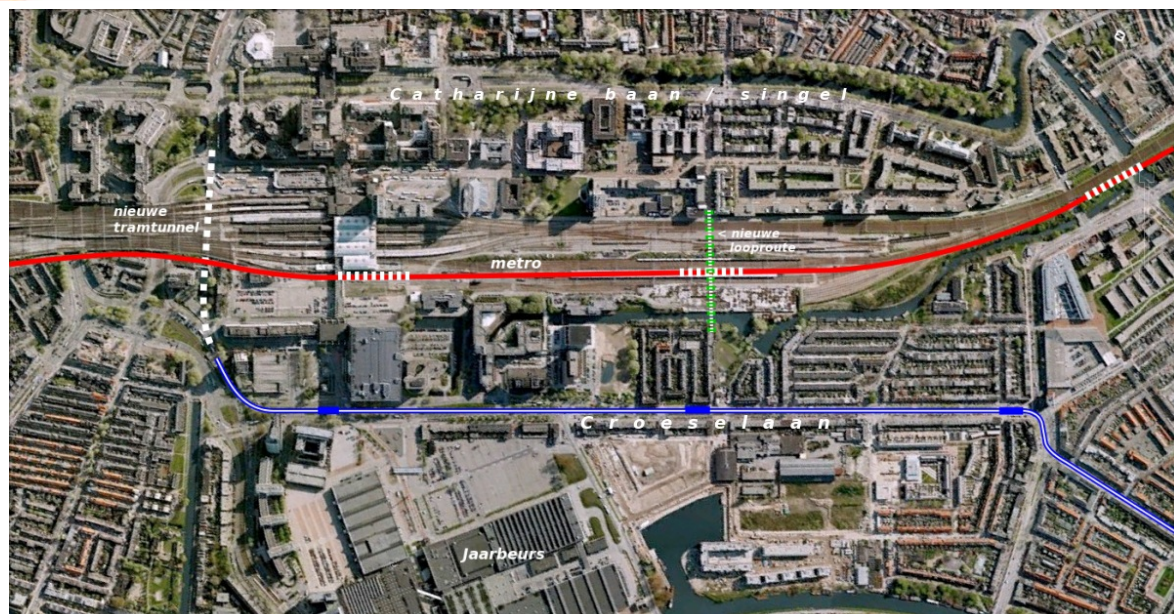 Catharijne baan / singel
nieuwe
tramtunnel
< nieuwe
looproute
metro
Croeselaan
Jaarbeurs